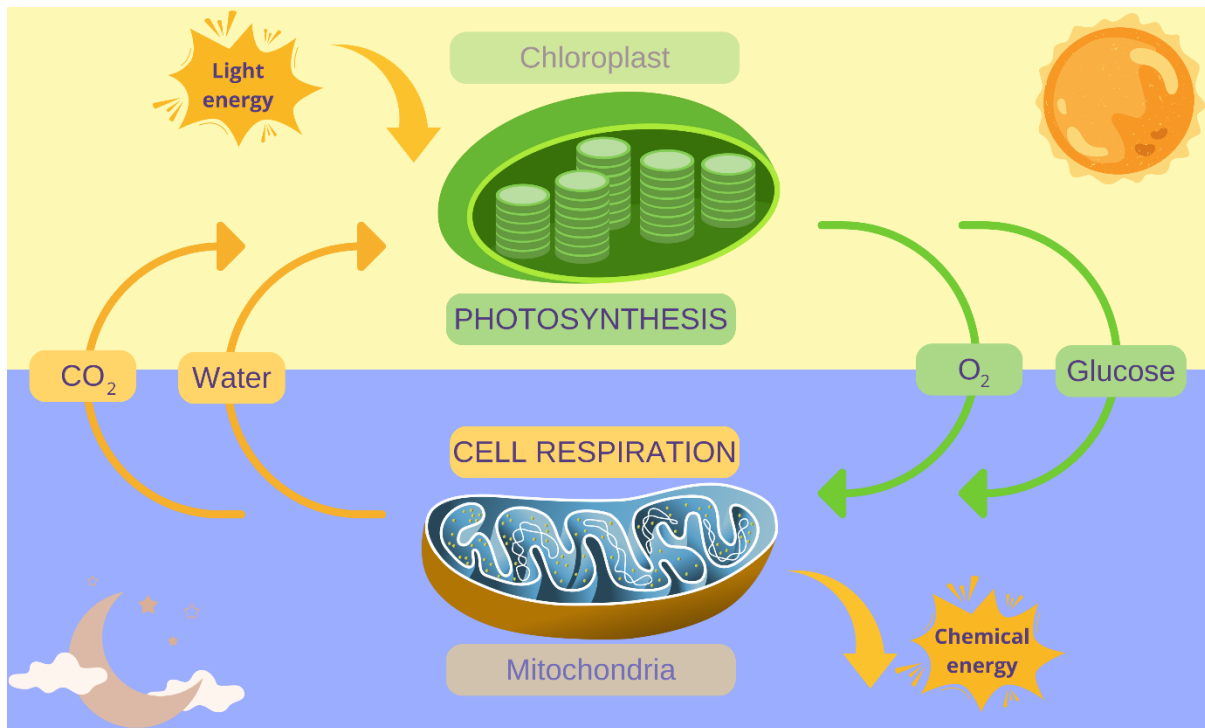 Light
energy
Chloroplast
PHOTOSYNTHESIS
CO₂
Water
O₂
Glucose
CELL RESPIRATION
Mitochondria
Chemical
energy